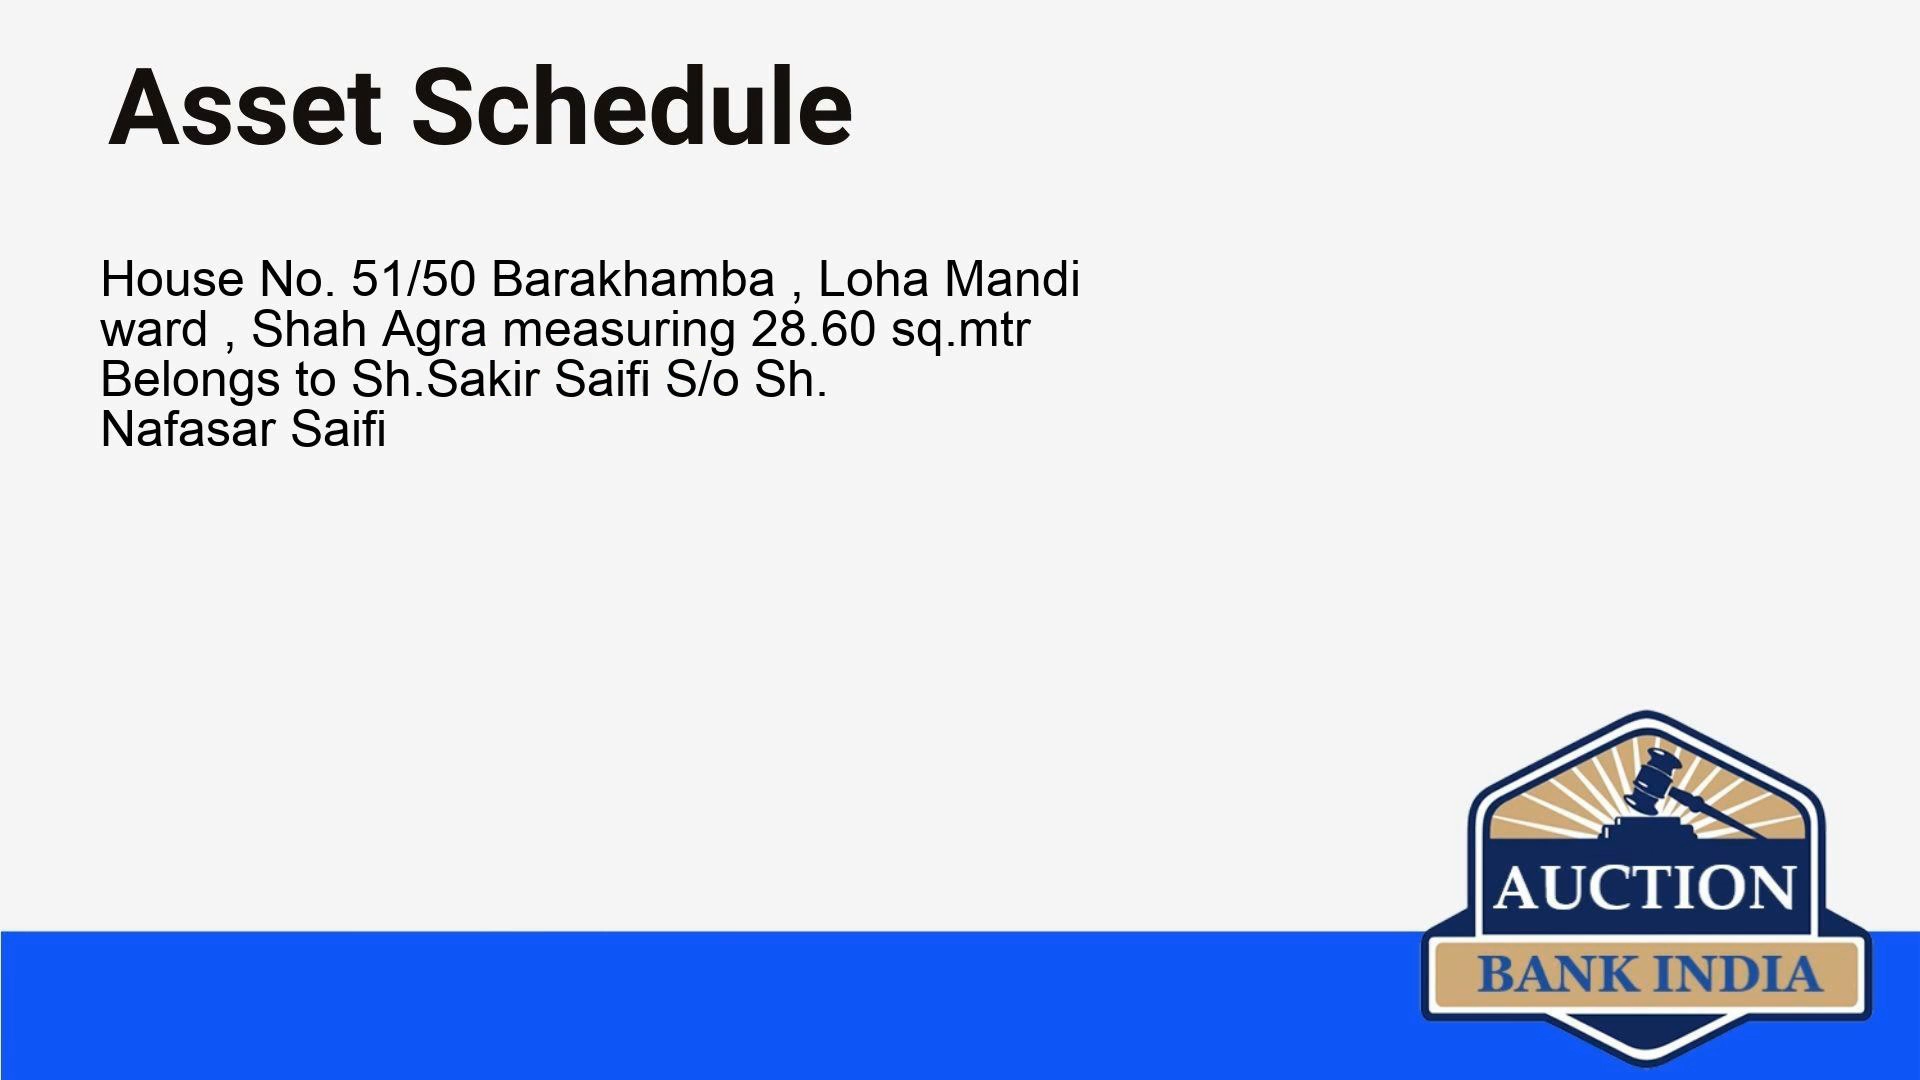 Asset Schedule
House No. 51/50 Barakhamba , Loha Mandi
ward , Shah Agra measuring 28.60 sq.mtr
Belongs to Sh.Sakir Saifi S/o Sh.
Nafasar Saifi
AUCTION
BANK INDIA